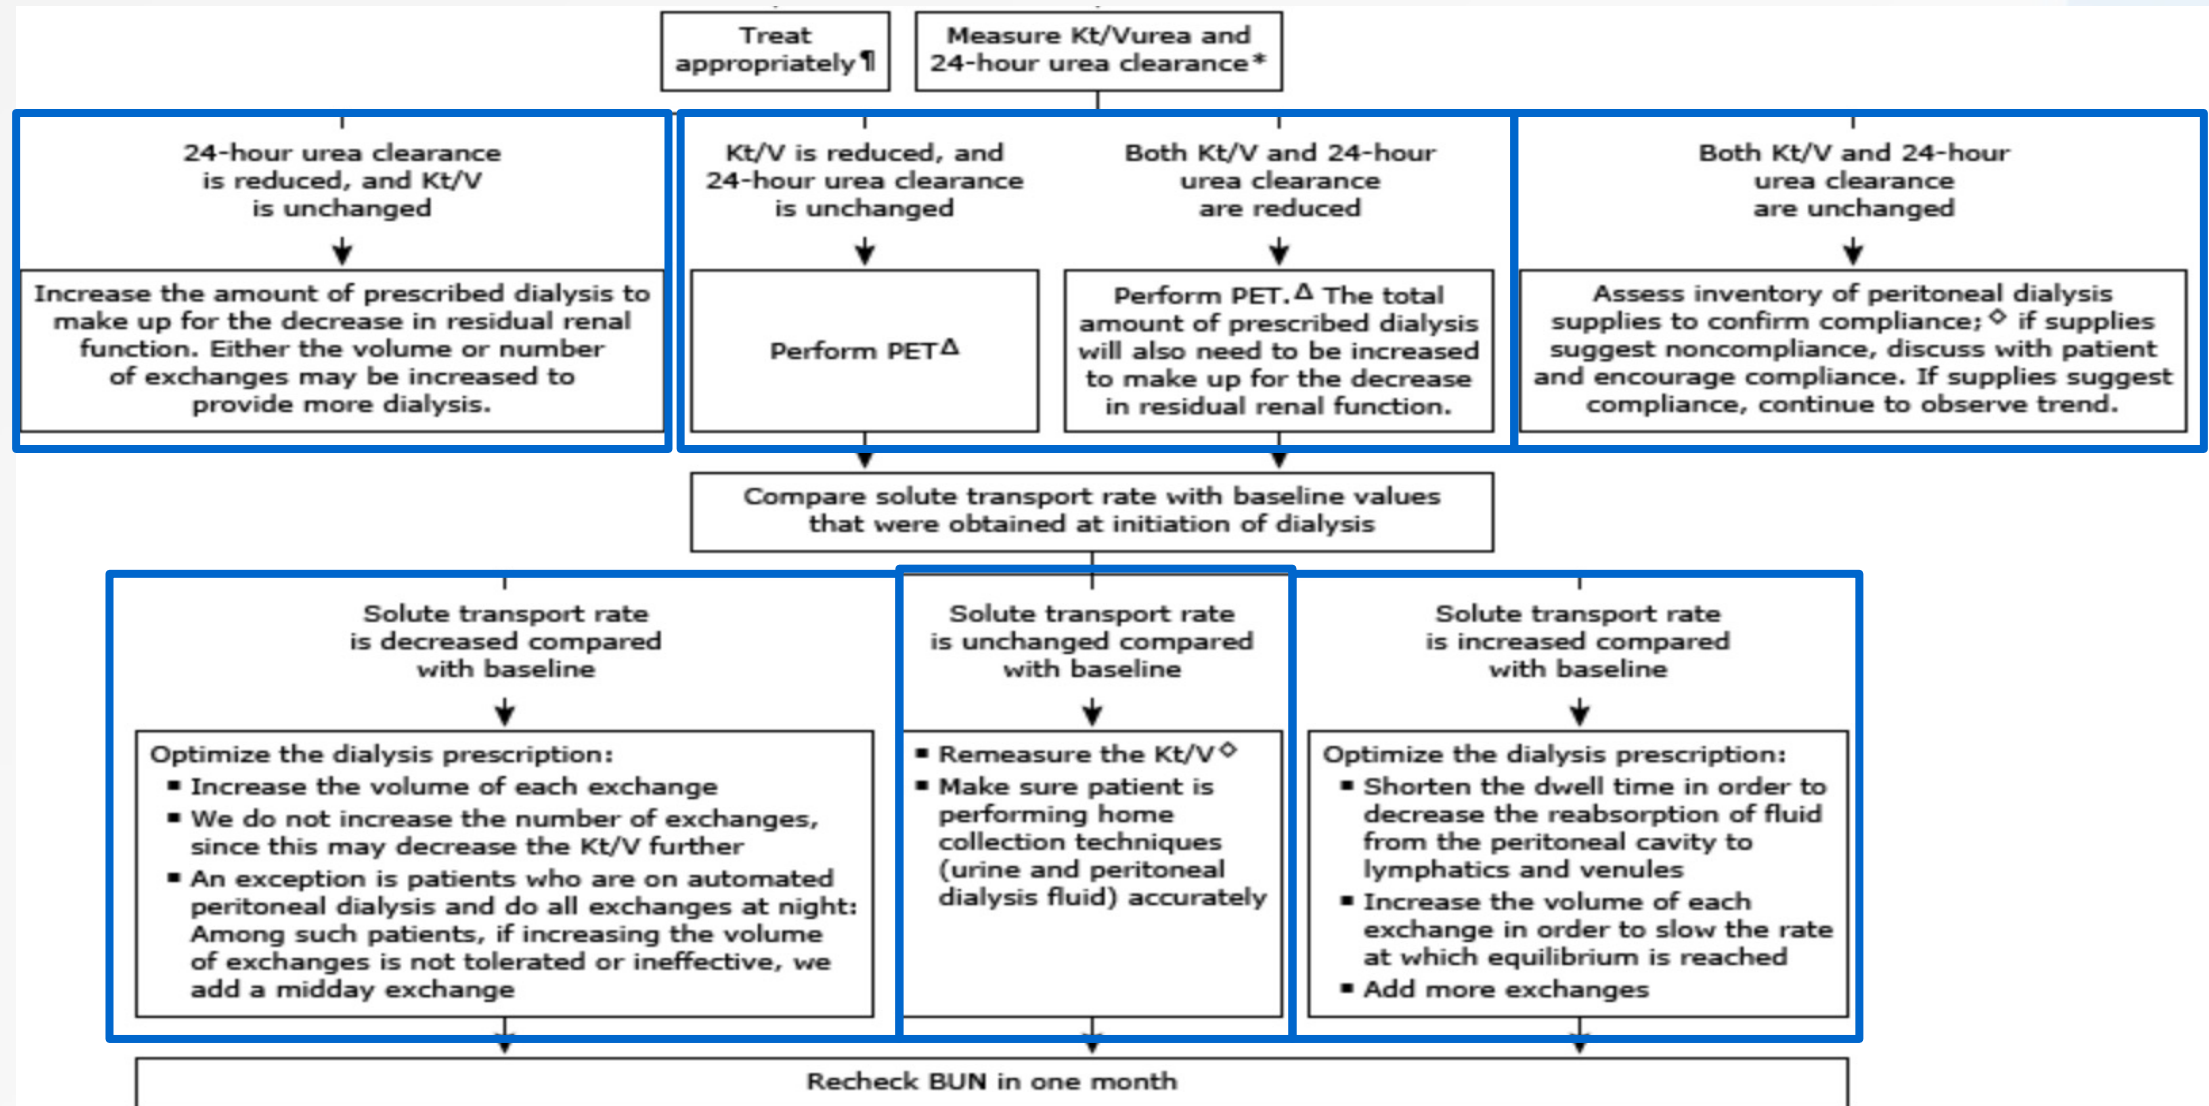 Treat
appropriately¶
Measure Kt/Vurea and
24-hour urea clearance*
24-hour urea clearance
is reduced, and Kt/V
is unchanged
Kt/V is reduced, and
24-hour urea clearance
is unchanged
Both Kt/V and 24-hour
urea clearance
are reduced
Both Kt/V and 24-hour
urea clearance
are unchanged
Increase the amount of prescribed dialysis to
make up for the decrease in residual renal
function. Either the volume or number
of exchanges may be increased to
provide more dialysis.
Perform PETΔ
Perform PET.Δ The total
amount of prescribed dialysis
will also need to be increased
to make up for the decrease
in residual renal function.
Assess inventory of peritoneal dialysis
supplies to confirm compliance;◇ if supplies
suggest noncompliance, discuss with patient
and encourage compliance. If supplies suggest
compliance, continue to observe trend.
Compare solute transport rate with baseline values
that were obtained at initiation of dialysis
Solute transport rate
is decreased compared
with baseline
Solute transport rate
is unchanged compared
with baseline
Solute transport rate
is increased compared
with baseline
Optimize the dialysis prescription:
▪ Increase the volume of each exchange
▪ We do not increase the number of exchanges,
since this may decrease the Kt/V further
▪ An exception is patients who are on automated
peritoneal dialysis and do all exchanges at night:
Among such patients, if increasing the volume
of exchanges is not tolerated or ineffective, we
add a midday exchange
▪ Remeasure the Kt/V◇
▪ Make sure patient is
performing home
collection techniques
(urine and peritoneal
dialysis fluid) accurately
Optimize the dialysis prescription:
▪ Shorten the dwell time in order to
decrease the reabsorption of fluid
from the peritoneal cavity to
lymphatics and venules
▪ Increase the volume of each
exchange in order to slow the rate
at which equilibrium is reached
▪ Add more exchanges
Recheck BUN in one month